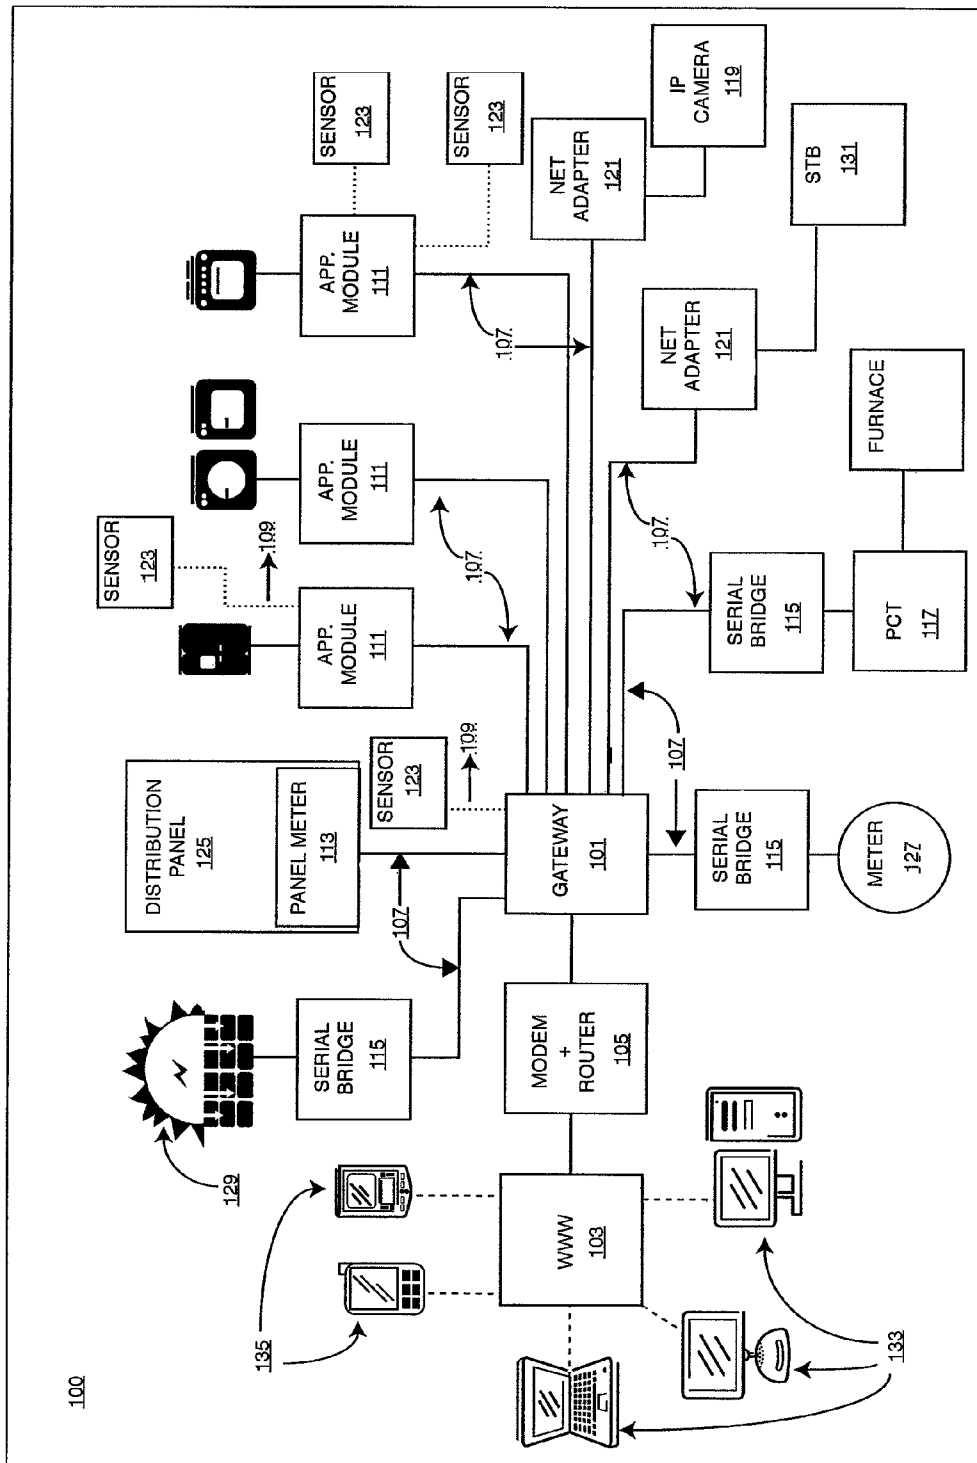 100
135
129
133
WWW
103
MODEM
+
ROUTER
105
SERIAL
BRIDGE
115
107
DISTRIBUTION
PANEL
125
PANEL METER
113
SENSOR
123
109
GATEWAY
101
SENSOR
123
109
APP.
MODULE
111
107
APP.
MODULE
111
APP.
MODULE
111
SENSOR
123
SENSOR
123
107
NET
ADAPTER
121
IP
CAMERA
119
NET
ADAPTER
121
STB
131
107
SERIAL
BRIDGE
115
PCT
117
FURNACE
107
SERIAL
BRIDGE
115
METER
127